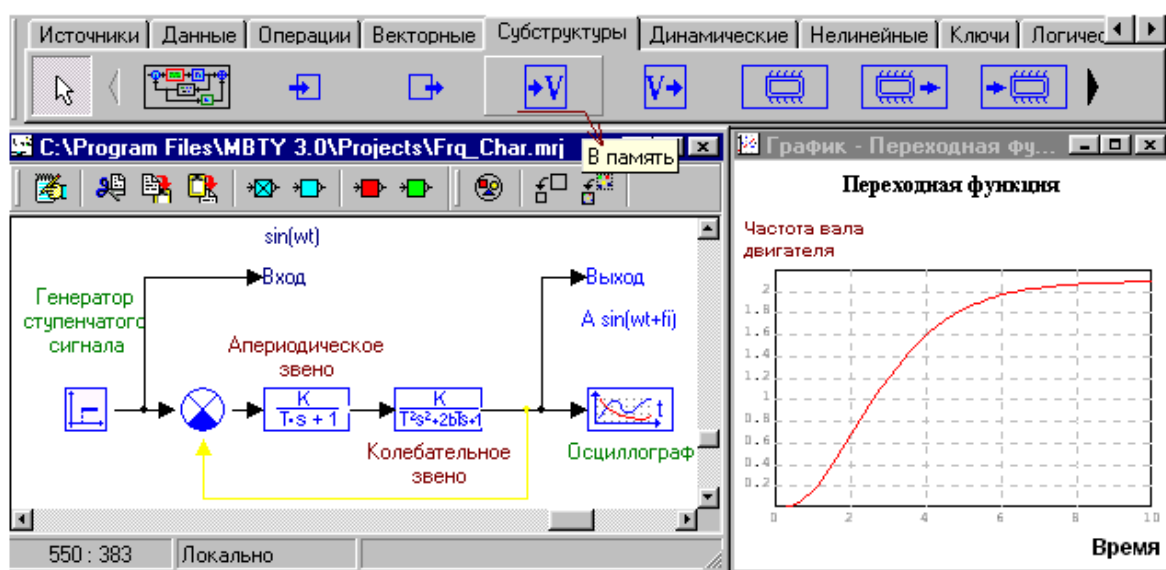 Источники Данные Операции Векторные Субструктуры Динамические Нелинейные Ключи Логичес
V V
C:\Program Files\MBTY 3.0\Projects\Frq_Char.mrj
В память
График - Переходная фу...
sin(wt)
Вход
Выход
Генератор
ступенчатого
сигнала
A sin(wt+fi)
Апериодическое
звено
K
T·s + 1
K
T²s²+2bTs+1
t
Колебательное
звено
Осциллограф
550 : 383 Локально
Переходная функция
Частота вала
двигателя
2
1.8
1.6
1.4
1.2
1
0.8
0.6
0.4
0.2
0 2 4 6 8 10
Время